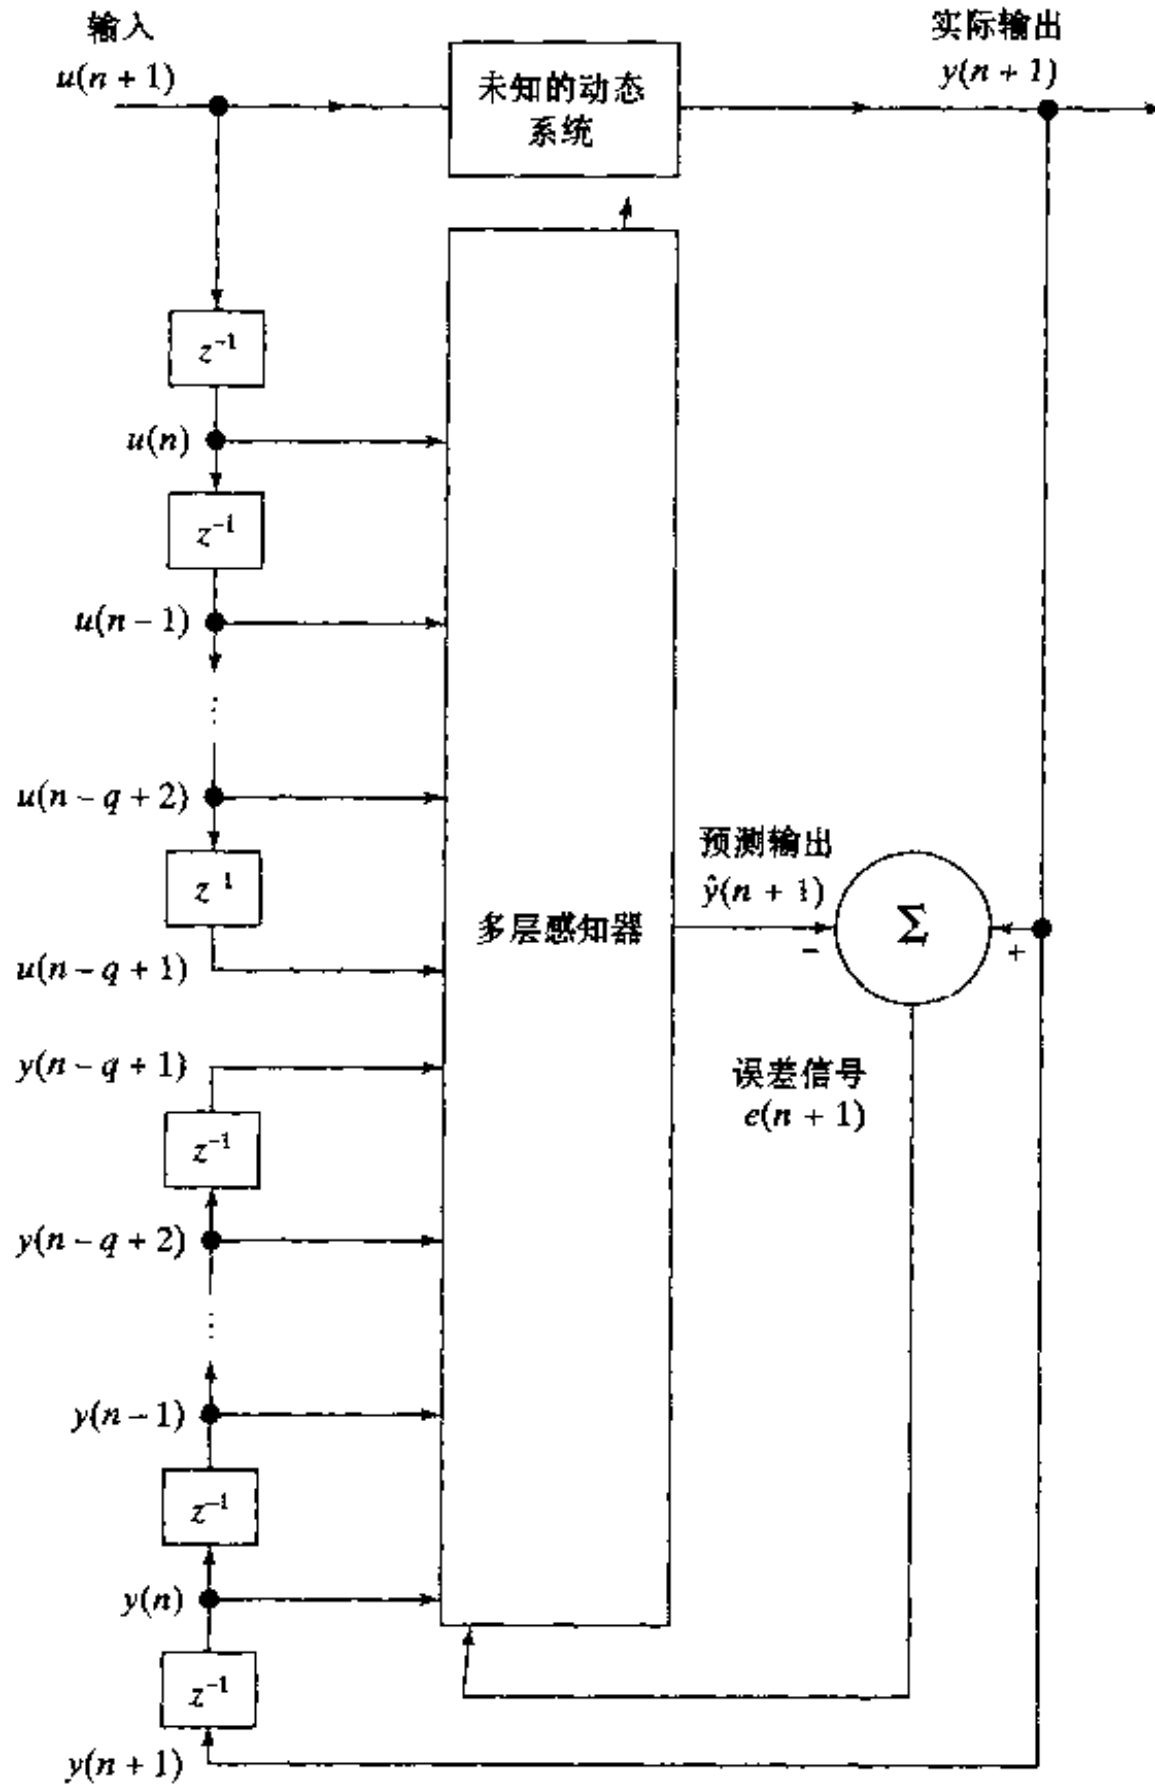 输入
u(n + 1)
未知的动态
系统
实际输出
y(n + 1)
z⁻¹
u(n)
z⁻¹
u(n – 1)
⋮
u(n – q + 2)
z⁻¹
u(n – q + 1)
多层感知器
预测输出
ŷ(n + 1)
–
Σ
+
误差信号
e(n + 1)
y(n – q + 1)
z⁻¹
y(n – q + 2)
⋮
y(n – 1)
z⁻¹
y(n)
z⁻¹
y(n + 1)